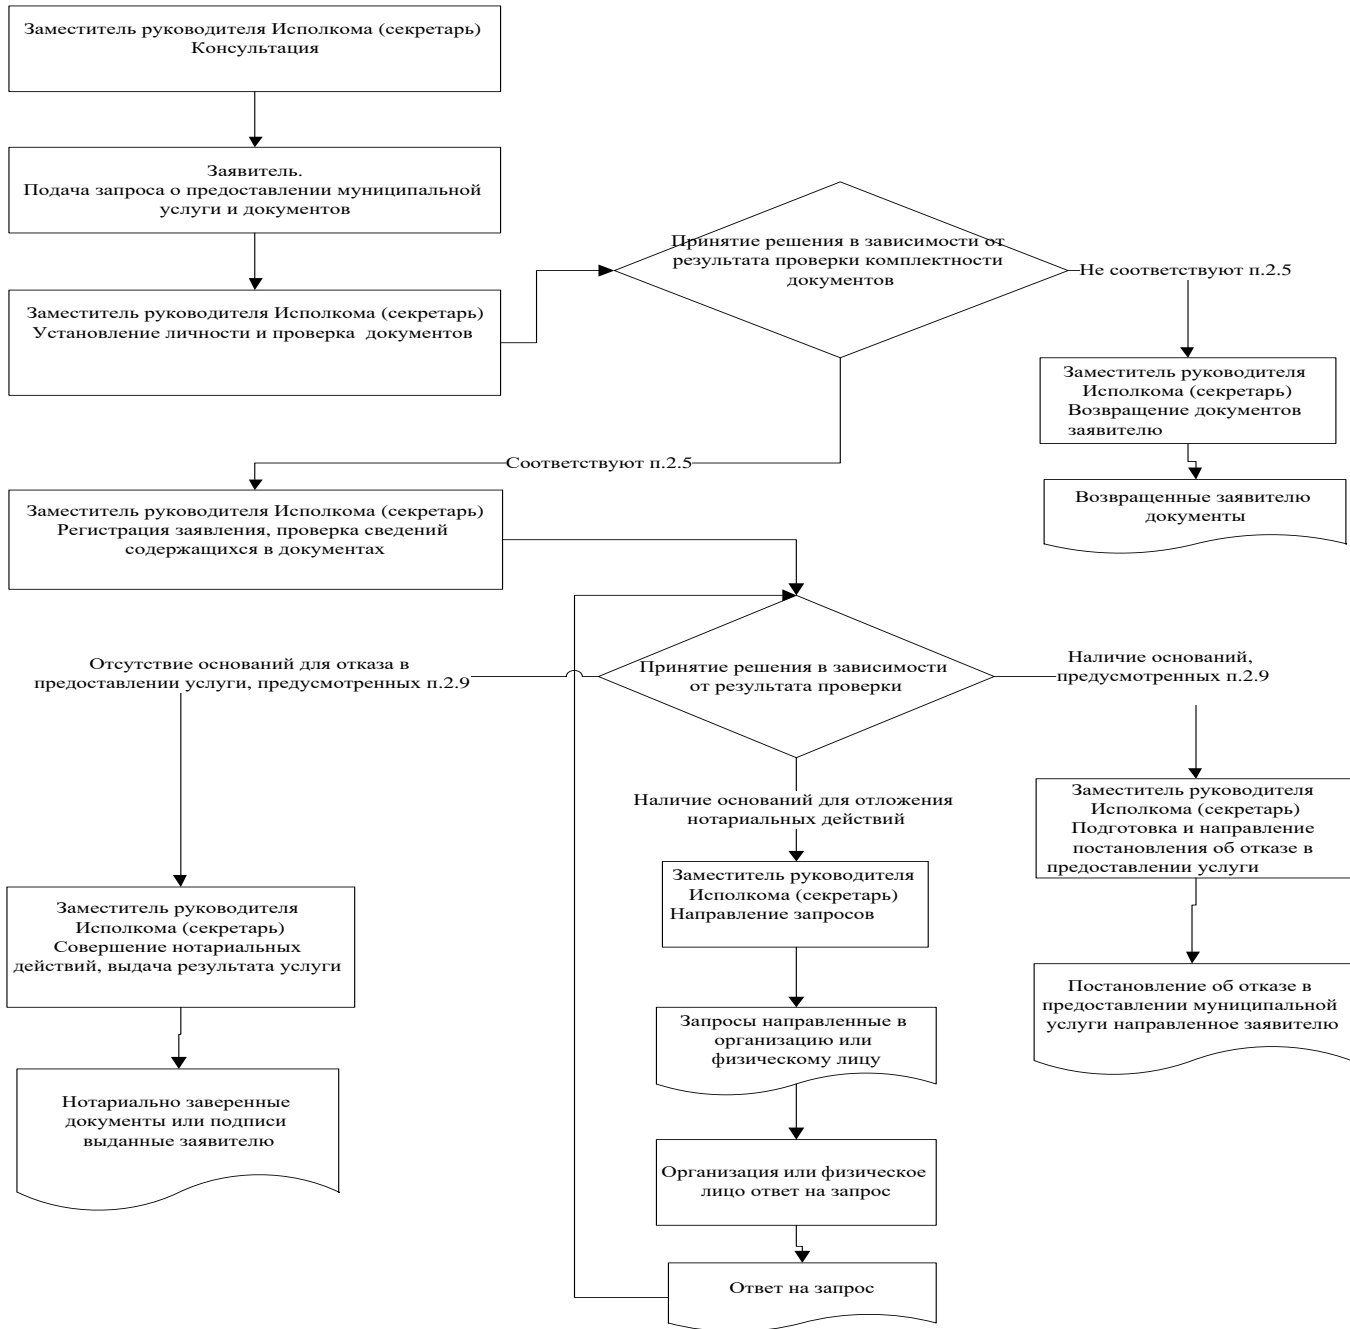 Заместитель руководителя Исполкома (секретарь)
Консультация
Заявитель.
Подача запроса о предоставлении муниципальной
услуги и документов
Заместитель руководителя Исполкома (секретарь)
Установление личности и проверка документов
Принятие решения в зависимости от
результата проверки комплектности
документов
Не соответствуют п.2.5
Заместитель руководителя
Исполкома (секретарь)
Возвращение документов
заявителю
Возвращенные заявителю
документы
Соответствуют п.2.5
Заместитель руководителя Исполкома (секретарь)
Регистрация заявления, проверка сведений
содержащихся в документах
Принятие решения в зависимости
от результата проверки
Отсутствие оснований для отказа в
предоставлении услуги, предусмотренных п.2.9
Наличие оснований,
предусмотренных п.2.9
Наличие оснований для отложения
нотариальных действий
Заместитель руководителя
Исполкома (секретарь)
Совершение нотариальных
действий, выдача результата услуги
Нотариально заверенные
документы или подписи
выданные заявителю
Заместитель руководителя
Исполкома (секретарь)
Направление запросов
Запросы направленные в
организацию или
физическому лицу
Организация или физическое
лицо ответ на запрос
Ответ на запрос
Заместитель руководителя
Исполкома (секретарь)
Подготовка и направление
постановления об отказе в
предоставлении услуги
Постановление об отказе в
предоставлении муниципальной
услуги направленное заявителю